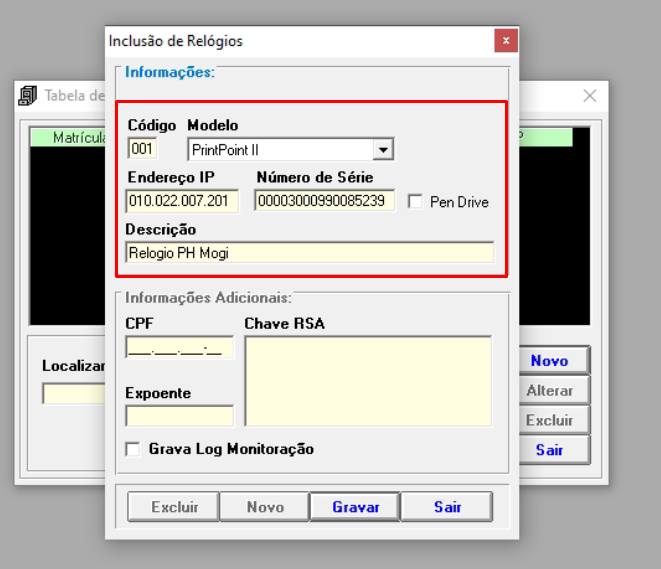 Inclusão de Relógios
x
Tabela de
Informações:
Matrícula
Código Modelo
001 PrintPoint II
Endereço IP Número de Série
010.022.007.201 00003000990085239 Pen Drive
Descrição
Relogio PH Mogi
Informações Adicionais:
CPF Chave RSA
___.___.___-__
Localizar
Expoente
Grava Log Monitoração
Novo
Alterar
Excluir
Sair
Excluir Novo Gravar Sair